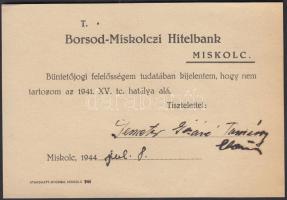 T.
Borsod-Miskolczi Hitelbank
MISKOLC.
Büntetőjogi felelősségem tudatában kijelentem, hogy nem
tartozom az 1941. XV. tc. hatálya alá.
Tisztelettel:
Demeter
Miskolc, 1944 jul. 8.